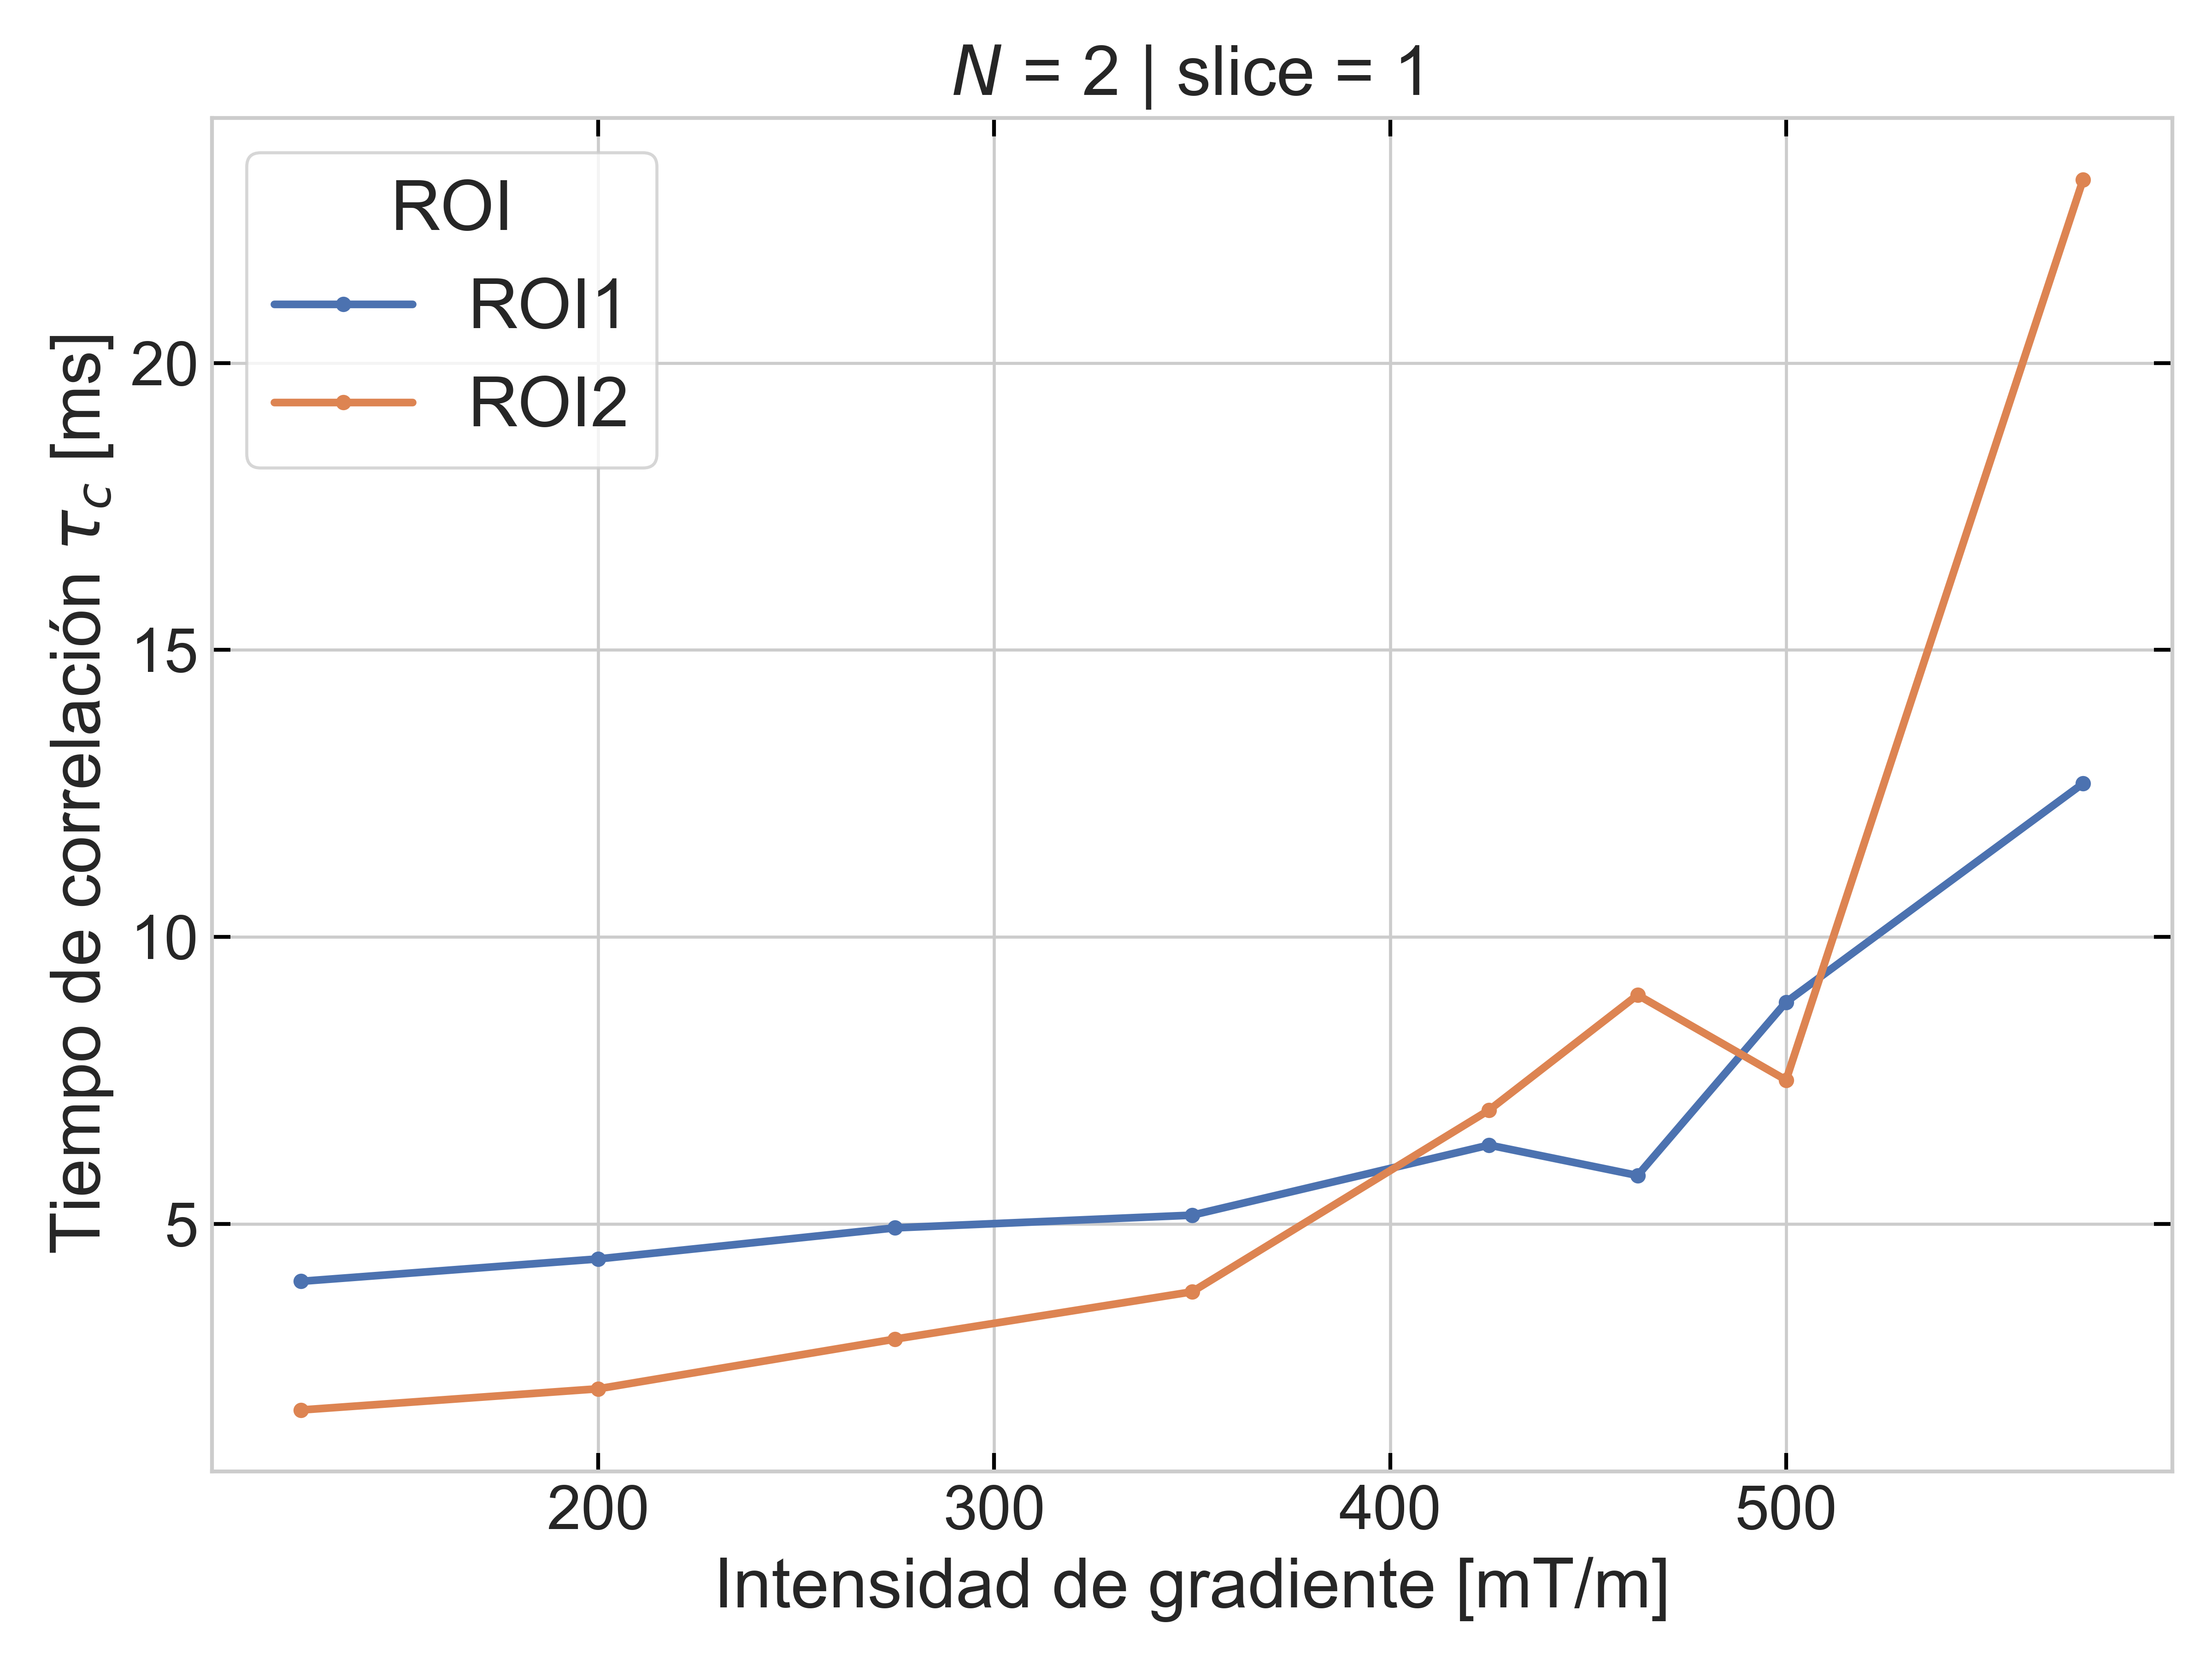 N = 2 | slice = 1
ROI
ROI1
ROI2
Tiempo de correlación τc [ms]
20
15
10
5
200 300 400 500
Intensidad de gradiente [mT/m]